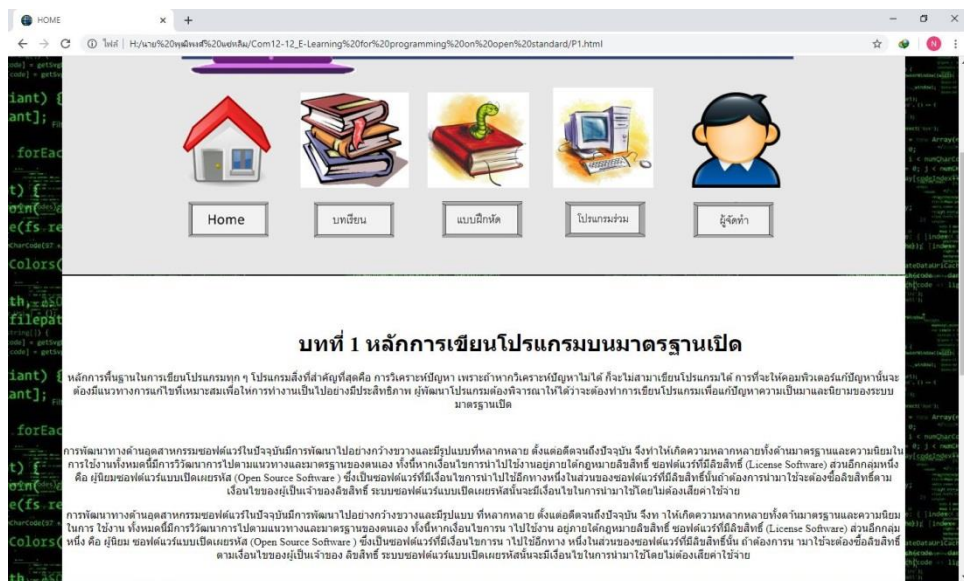 HOME
ไฟล์ | H:/นาย%20พุฒิพงศ์%20แซ่หลิม/Com12-12_E-Learning%20for%20programming%20on%20open%20standard/P1.html
N
Home
บทเรียน
แบบฝึกหัด
โปรแกรมร่วม
ผู้จัดทำ
บทที่ 1 หลักการเขียนโปรแกรมบนมาตรฐานเปิด
หลักการพื้นฐานในการเขียนโปรแกรมทุก ๆ โปรแกรมสิ่งที่สำคัญที่สุดคือ การวิเคราะห์ปัญหา เพราะถ้าหากวิเคราะห์ปัญหาไม่ได้ ก็จะไม่สามาเขียนโปรแกรมได้ การที่จะให้คอมพิวเตอร์แก้ปัญหานั้นจะ
ต้องมีแนวทางการแก้ไขที่เหมาะสมเพื่อให้การทำงานเป็นไปอย่างมีประสิทธิภาพ ผู้พัฒนาโปรแกรมต้องพิจารณาให้ได้ว่าจะต้องทำการเขียนโปรแกรมเพื่อแก้ปัญหาความเป็นมาและนิยามของระบบ
มาตรฐานเปิด
การพัฒนาทางด้านอุตสาหกรรมซอฟต์แวร์ในปัจจุบันมีการพัฒนาไปอย่างกว้างขวางและมีรูปแบบที่หลากหลาย ตั้งแต่อดีตจนถึงปัจจุบัน จึงทำให้เกิดความหลากหลายทั้งด้านมาตรฐานและความนิยมใน
การใช้งานทั้งหมดนี้มีการวิวัฒนาการไปตามแนวทางและมาตรฐานของตนเอง ทั้งนี้หากเงื่อนไขการนำไปใช้งานอยู่ภายใต้กฎหมายลิขสิทธิ์ ซอฟต์แวร์ที่มีลิขสิทธิ์ (License Software) ส่วนอีกกลุ่มหนึ่ง
คือ ผู้นิยมซอฟต์แวร์แบบเปิดเผยรหัส (Open Source Software) ซึ่งเป็นซอฟต์แวร์ที่มีเงื่อนไขการนำไปใช้อีกทางหนึ่งในส่วนของซอฟต์แวร์ที่มีลิขสิทธิ์นั้นถ้าต้องการนำมาใช้จะต้องซื้อลิขสิทธิ์ตาม
เงื่อนไขของผู้เป็นเจ้าของลิขสิทธิ์ ระบบซอฟต์แวร์แบบเปิดเผยรหัสนั้นจะมีเงื่อนไขในการนำมาใช้โดยไม่ต้องเสียค่าใช้จ่าย
การพัฒนาทางด้านอุตสาหกรรมซอฟต์แวร์ในปัจจุบันมีการพัฒนาไปอย่างกว้างขวางและมีรูปแบบ ที่หลากหลาย ตั้งแต่อดีตจนถึงปัจจุบัน จึงทา ให้เกิดความหลากหลายทั้งด้านมาตรฐานและความนิยม
ในการ ใช้งาน ทั้งหมดนี้มีการวิวัฒนาการไปตามแนวทางและมาตรฐานของตนเอง ทั้งนี้หากเงื่อนไขการน าไปใช้งาน อยู่ภายใต้กฎหมายลิขสิทธิ์ ซอฟต์แวร์ที่มีลิขสิทธิ์ (License Software) ส่วนอีกกลุ่ม
หนึ่ง คือ ผู้นิยม ซอฟต์แวร์แบบเปิดเผยรหัส (Open Source Software ) ซึ่งเป็นซอฟต์แวร์ที่มีเงื่อนไขการน าไปใช้อีกทาง หนึ่งในส่วนของซอฟต์แวร์ที่มีลิขสิทธิ์นั้น ถ้าต้องการน ามาใช้จะต้องซื้อลิขสิทธิ์
ตามเงื่อนไขของผู้เป็นเจ้าของ ลิขสิทธิ์ ระบบซอฟต์แวร์แบบเปิดเผยรหัสนั้นจะมีเงื่อนไขในการนำมาใช้โดยไม่ต้องเสียค่าใช้จ่าย